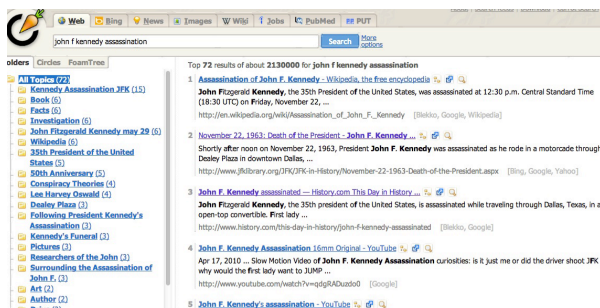 Web Bing News Images Wiki Jobs PubMed PUT
john f kennedy assassination Search More options
Folders Circles FoamTree
All Topics (72)
Kennedy Assassination JFK (15)
Book (6)
Facts (6)
Investigation (6)
John Fitzgerald Kennedy may 29 (6)
Wikipedia (6)
35th President of the United
States (5)
50th Anniversary (5)
Conspiracy Theories (4)
Lee Harvey Oswald (4)
Dealey Plaza (3)
Following President Kennedy's
Assassination (3)
Kennedy's Funeral (3)
Pictures (3)
Researchers of the John (3)
Surrounding the Assassination of
John F. (3)
Art (2)
Author (2)
Top 72 results of about 2130000 for john f kennedy assassination
1 Assassination of John F. Kennedy - Wikipedia, the free encyclopedia
John Fitzgerald Kennedy, the 35th President of the United States, was assassinated at 12:30 p.m. Central Standard Time
(18:30 UTC) on Friday, November 22, ...
http://en.wikipedia.org/wiki/Assassination_of_John_F._Kennedy [Blekko, Google, Wikipedia]
2 November 22, 1963: Death of the President - John F. Kennedy ...
Shortly after noon on November 22, 1963, President John F. Kennedy was assassinated as he rode in a motorcade through
Dealey Plaza in downtown Dallas, ...
http://www.jfklibrary.org/JFK/JFK-in-History/November-22-1963-Death-of-the-President.aspx [Bing, Google, Yahoo]
3 John F. Kennedy assassinated — History.com This Day in History ...
John Fitzgerald Kennedy, the 35th president of the United States, is assassinated while traveling through Dallas, Texas, in a
open-top convertible. First lady ...
http://www.history.com/this-day-in-history/john-f-kennedy-assassinated [Blekko, Google]
4 John F. Kennedy Assassination 16mm Original - YouTube
Apr 17, 2010 ... Slow Motion Video of John F. Kennedy Assassination curiosities: is it just me or did the driver shoot JFK
why would the first lady want to JUMP ...
http://www.youtube.com/watch?v=qdgRADuzdo0 [Google]
5 John F. Kennedy's assassination - YouTube